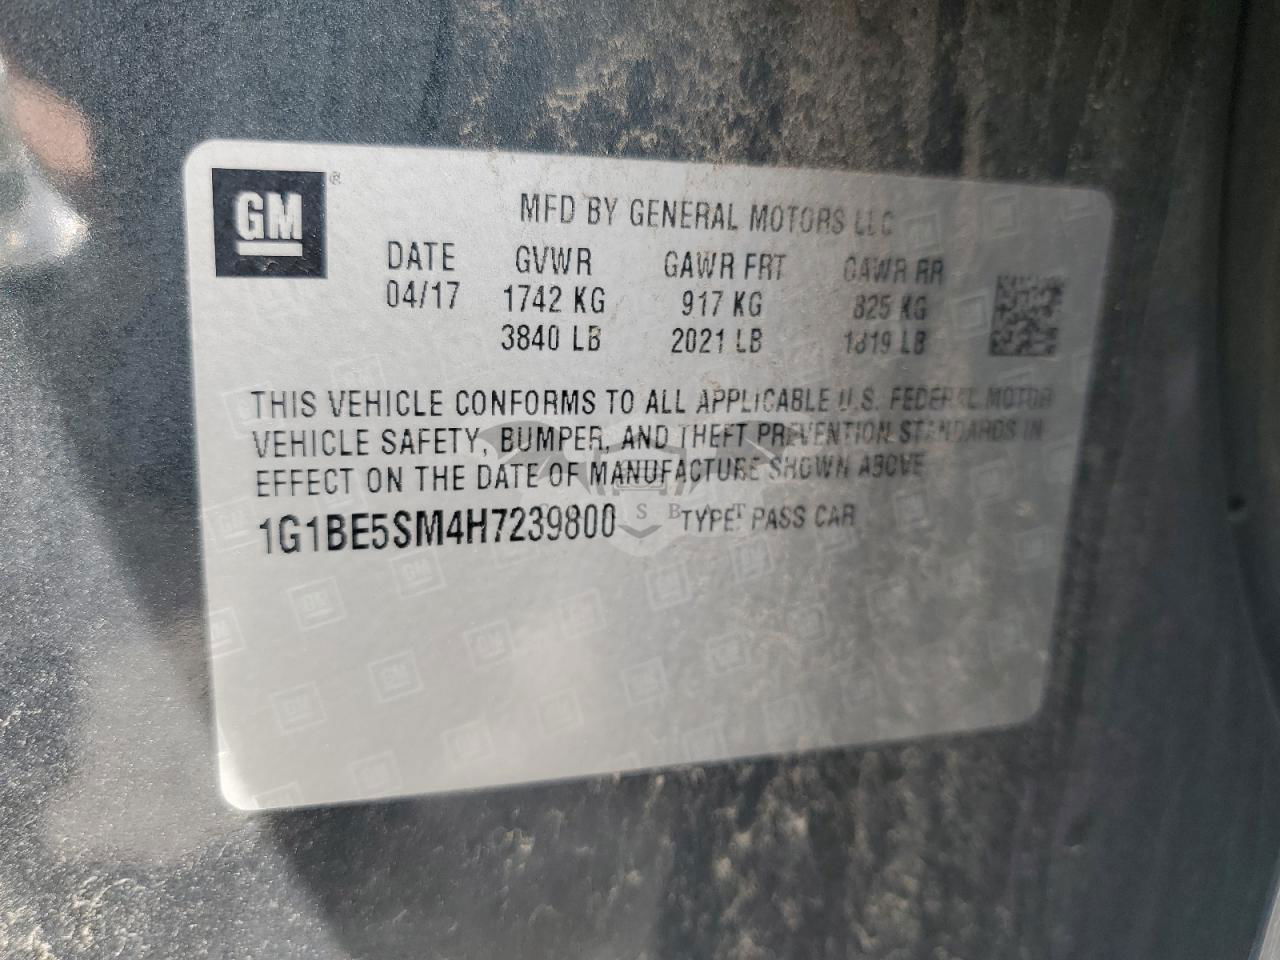 GM ®
MFD BY GENERAL MOTORS LLC
DATE GVWR GAWR FRT GAWR RR
04/17 1742 KG 917 KG 825 KG
3840 LB 2021 LB 1819 LB
THIS VEHICLE CONFORMS TO ALL APPLICABLE U.S. FEDERAL MOTOR
VEHICLE SAFETY, BUMPER, AND THEFT PREVENTION STANDARDS IN
EFFECT ON THE DATE OF MANUFACTURE SHOWN ABOVE
1G1BE5SM4H7239800 TYPE: PASS CAR